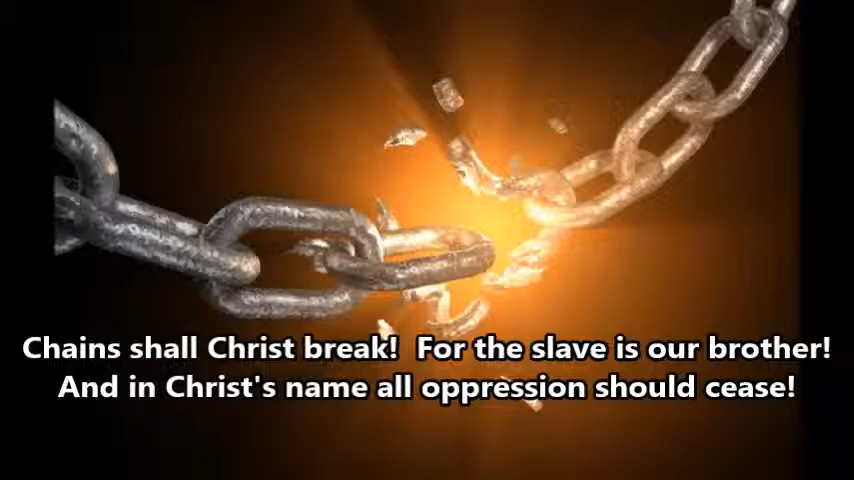 Chains shall Christ break!  For the slave is our brother!
And in Christ's name all oppression should cease!